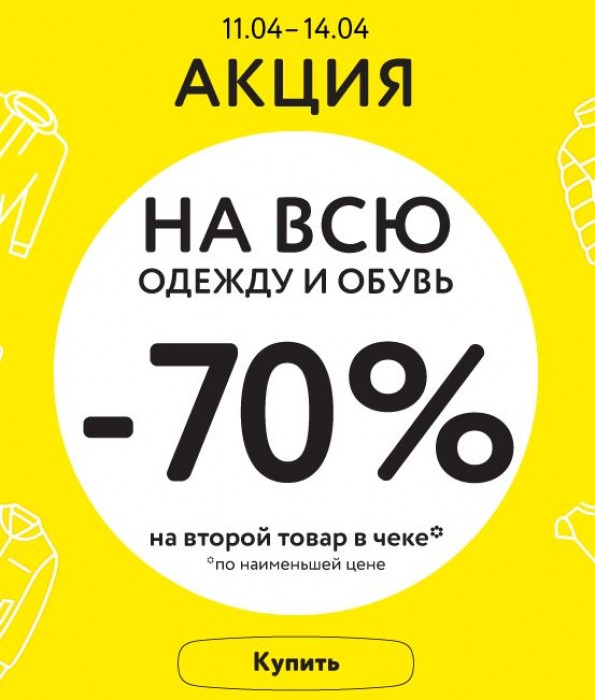 11.04–14.04
АКЦИЯ
НА ВСЮ
ОДЕЖДУ И ОБУВЬ
-70%
на второй товар в чеке*
*по наименьшей цене
Купить